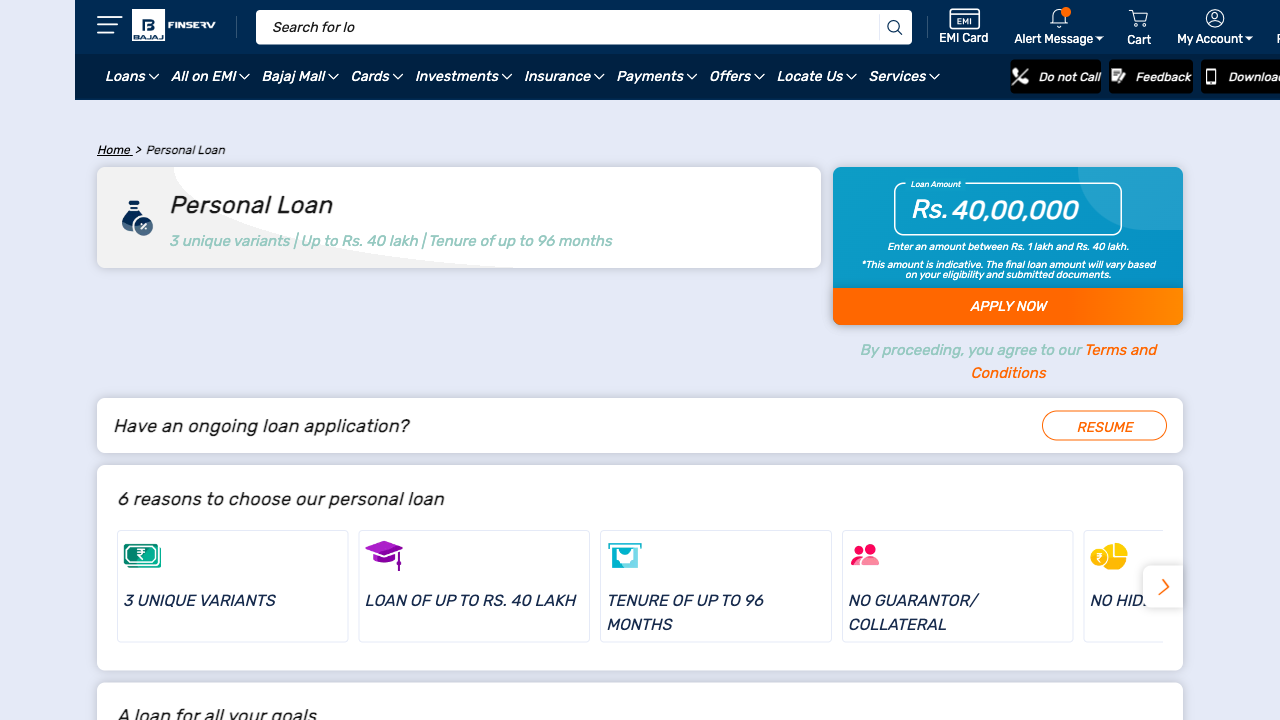 BAJAJ
FINSERV
Search for lo
EMI
EMI Card
Alert Message
Cart
My Account
Loans
All on EMI
Bajaj Mall
Cards
Investments
Insurance
Payments
Offers
Locate Us
Services
Do not Call
Feedback
Home > Personal Loan
Personal Loan
3 unique variants | Up to Rs. 40 lakh | Tenure of up to 96 months
Loan Amount
Rs. 40,00,000
Enter an amount between Rs. 1 lakh and Rs. 40 lakh.
*This amount is indicative. The final loan amount will vary based
on your eligibility and submitted documents.
APPLY NOW
By proceeding, you agree to our Terms and
Conditions
Have an ongoing loan application?
RESUME
6 reasons to choose our personal loan
3 UNIQUE VARIANTS
LOAN OF UP TO RS. 40 LAKH
TENURE OF UP TO 96
MONTHS
NO GUARANTOR/
COLLATERAL
NO
A loan for all your goals